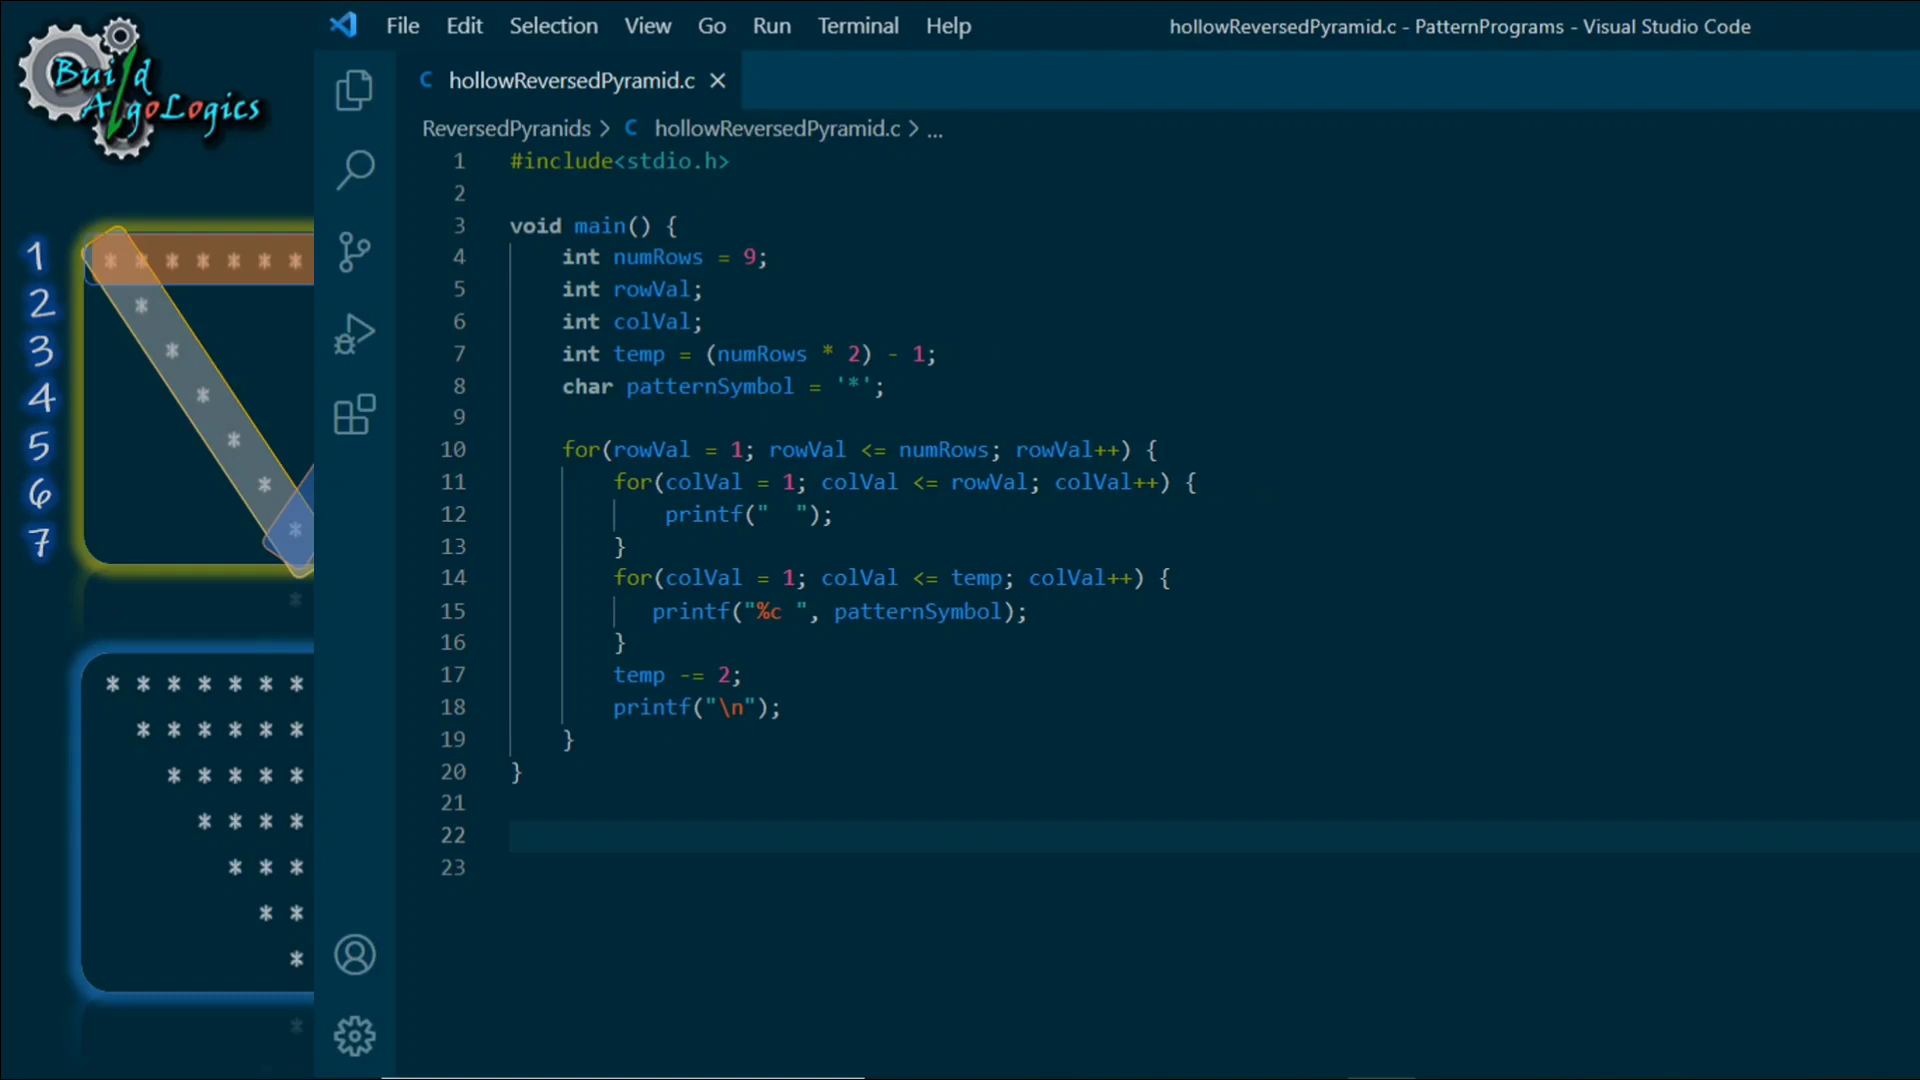 Build
AlgoLogics
File Edit Selection View Go Run Terminal Help
hollowReversedPyramid.c - PatternPrograms - Visual Studio Code
C hollowReversedPyramid.c ×
ReversedPyranids > C hollowReversedPyramid.c > ...
1 #include<stdio.h>
2
3 void main() {
4     int numRows = 9;
5     int rowVal;
6     int colVal;
7     int temp = (numRows * 2) - 1;
8     char patternSymbol = '*';
9
10     for(rowVal = 1; rowVal <= numRows; rowVal++) {
11         for(colVal = 1; colVal <= rowVal; colVal++) {
12             printf("  ");
13         }
14         for(colVal = 1; colVal <= temp; colVal++) {
15            printf("%c ", patternSymbol);
16         }
17         temp -= 2;
18         printf("\n");
19     }
20 }
21
22
23
1 * * * * * * *
2 *
3 *
4 *
5 *
6 *
7 *
* * * * * * *
* * * * * *
* * * * *
* * * *
* * *
* *
*